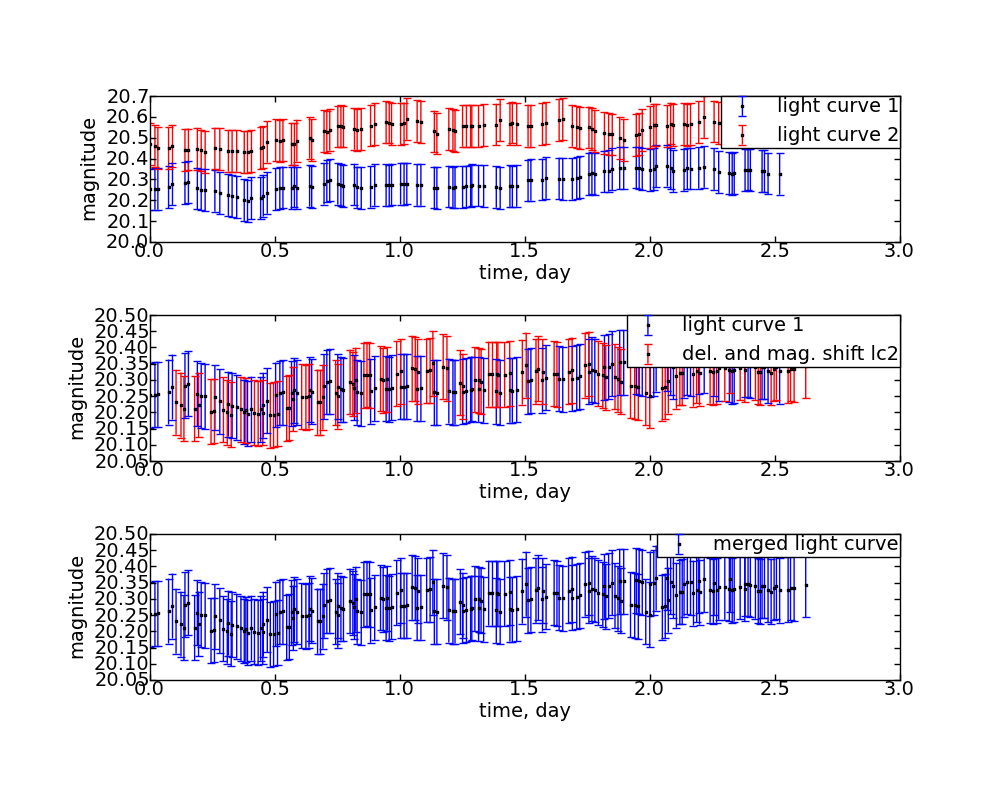 20.7
20.6
20.5
20.4
20.3
20.2
20.1
20.0
magnitude
light curve 1
light curve 2
0.0 0.5 1.0 1.5 2.0 2.5 3.0
time, day
20.50
20.45
20.40
20.35
20.30
20.25
20.20
20.15
20.10
20.05
magnitude
light curve 1
del. and mag. shift lc2
0.0 0.5 1.0 1.5 2.0 2.5 3.0
time, day
20.50
20.45
20.40
20.35
20.30
20.25
20.20
20.15
20.10
20.05
magnitude
merged light curve
0.0 0.5 1.0 1.5 2.0 2.5 3.0
time, day